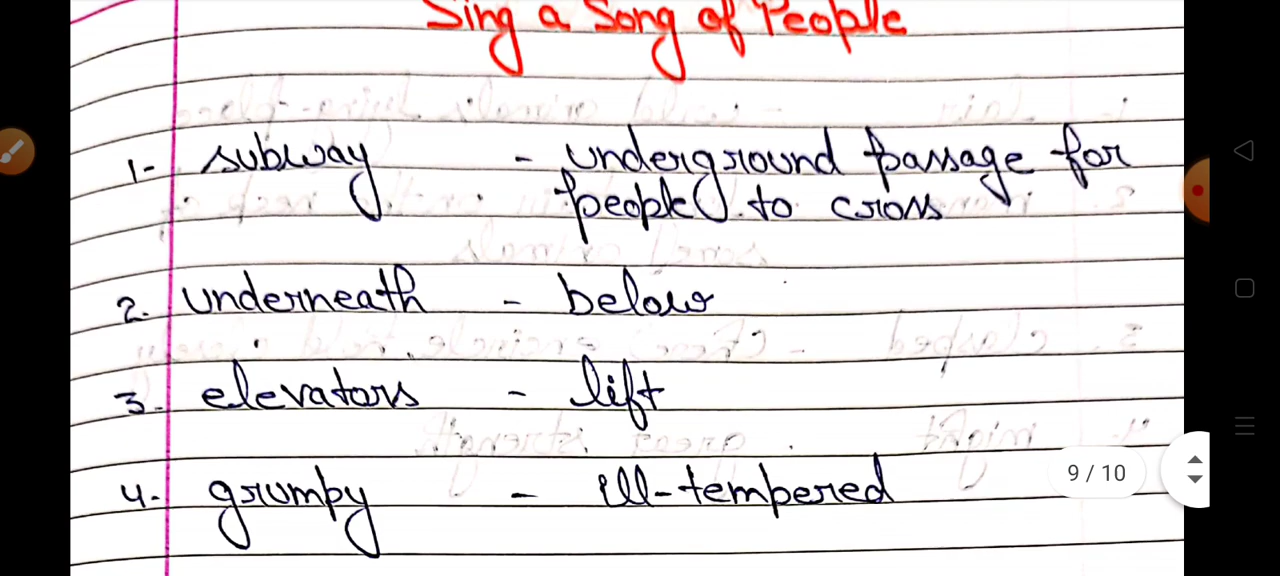 Sing a Song of People
1- subway - underground passage for
people to cross
2. underneath - below
3. elevators - lift
4- grumpy - ill-tempered
9 / 10